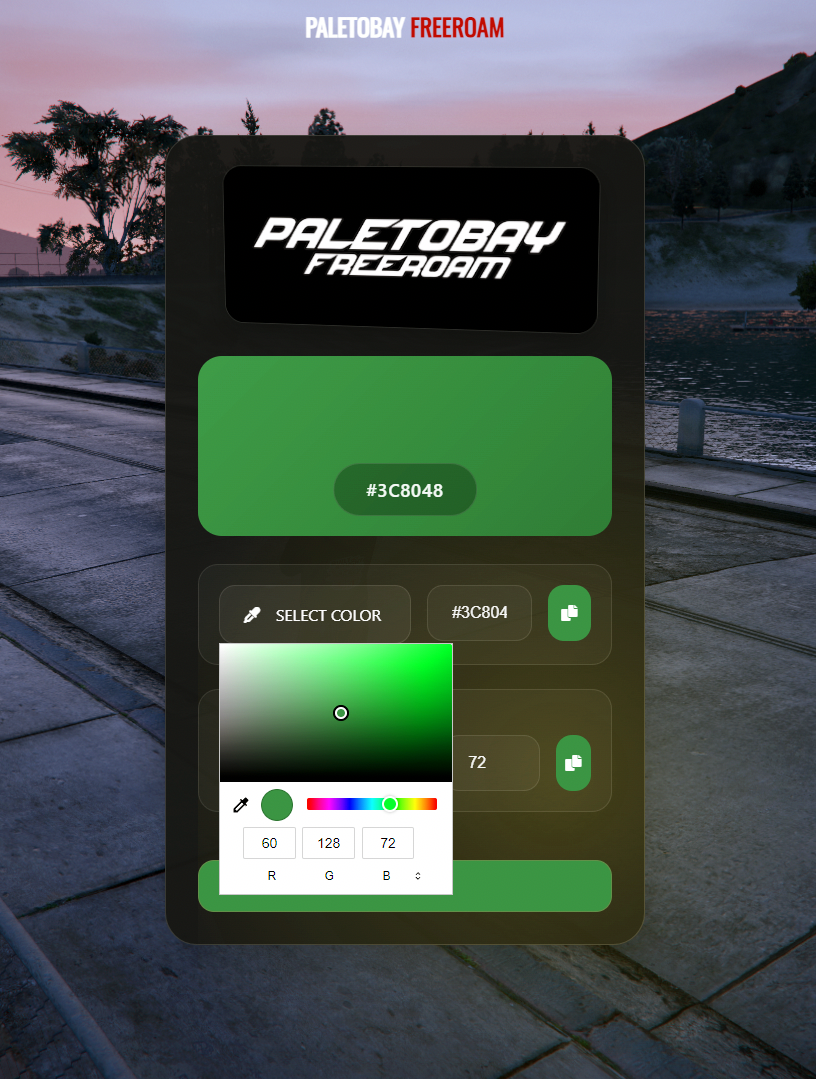 PALETOBAY FREEROAM
PALETOBAY
FREEROAM
#3C8048
SELECT COLOR
#3C804
72
60
128
72
R
G
B